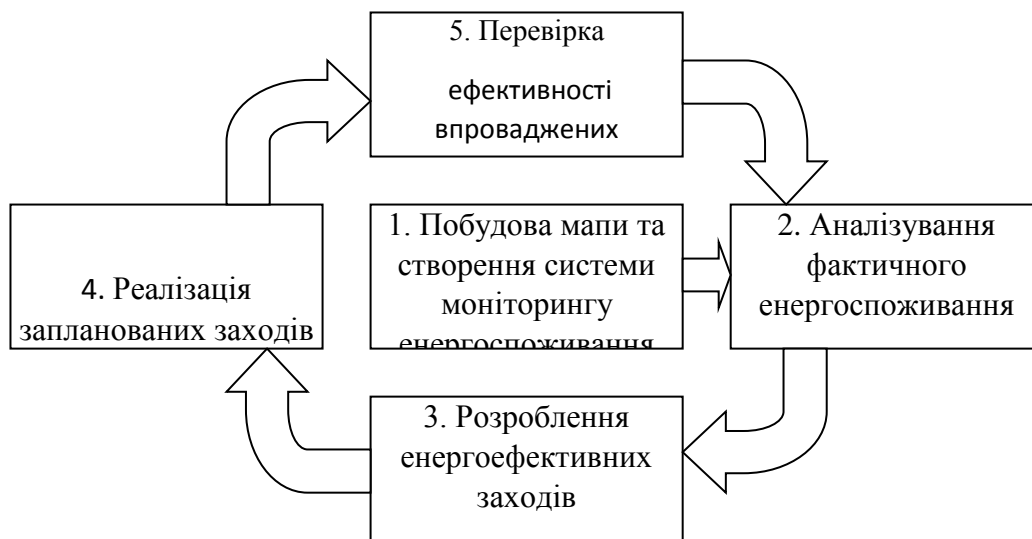 5. Перевірка
ефективності
впроваджених
1. Побудова мапи та
створення системи
моніторингу
енергоспоживання
2. Аналізування
фактичного
енергоспоживання
4. Реалізація
запланованих заходів
3. Розроблення
енергоефективних
заходів